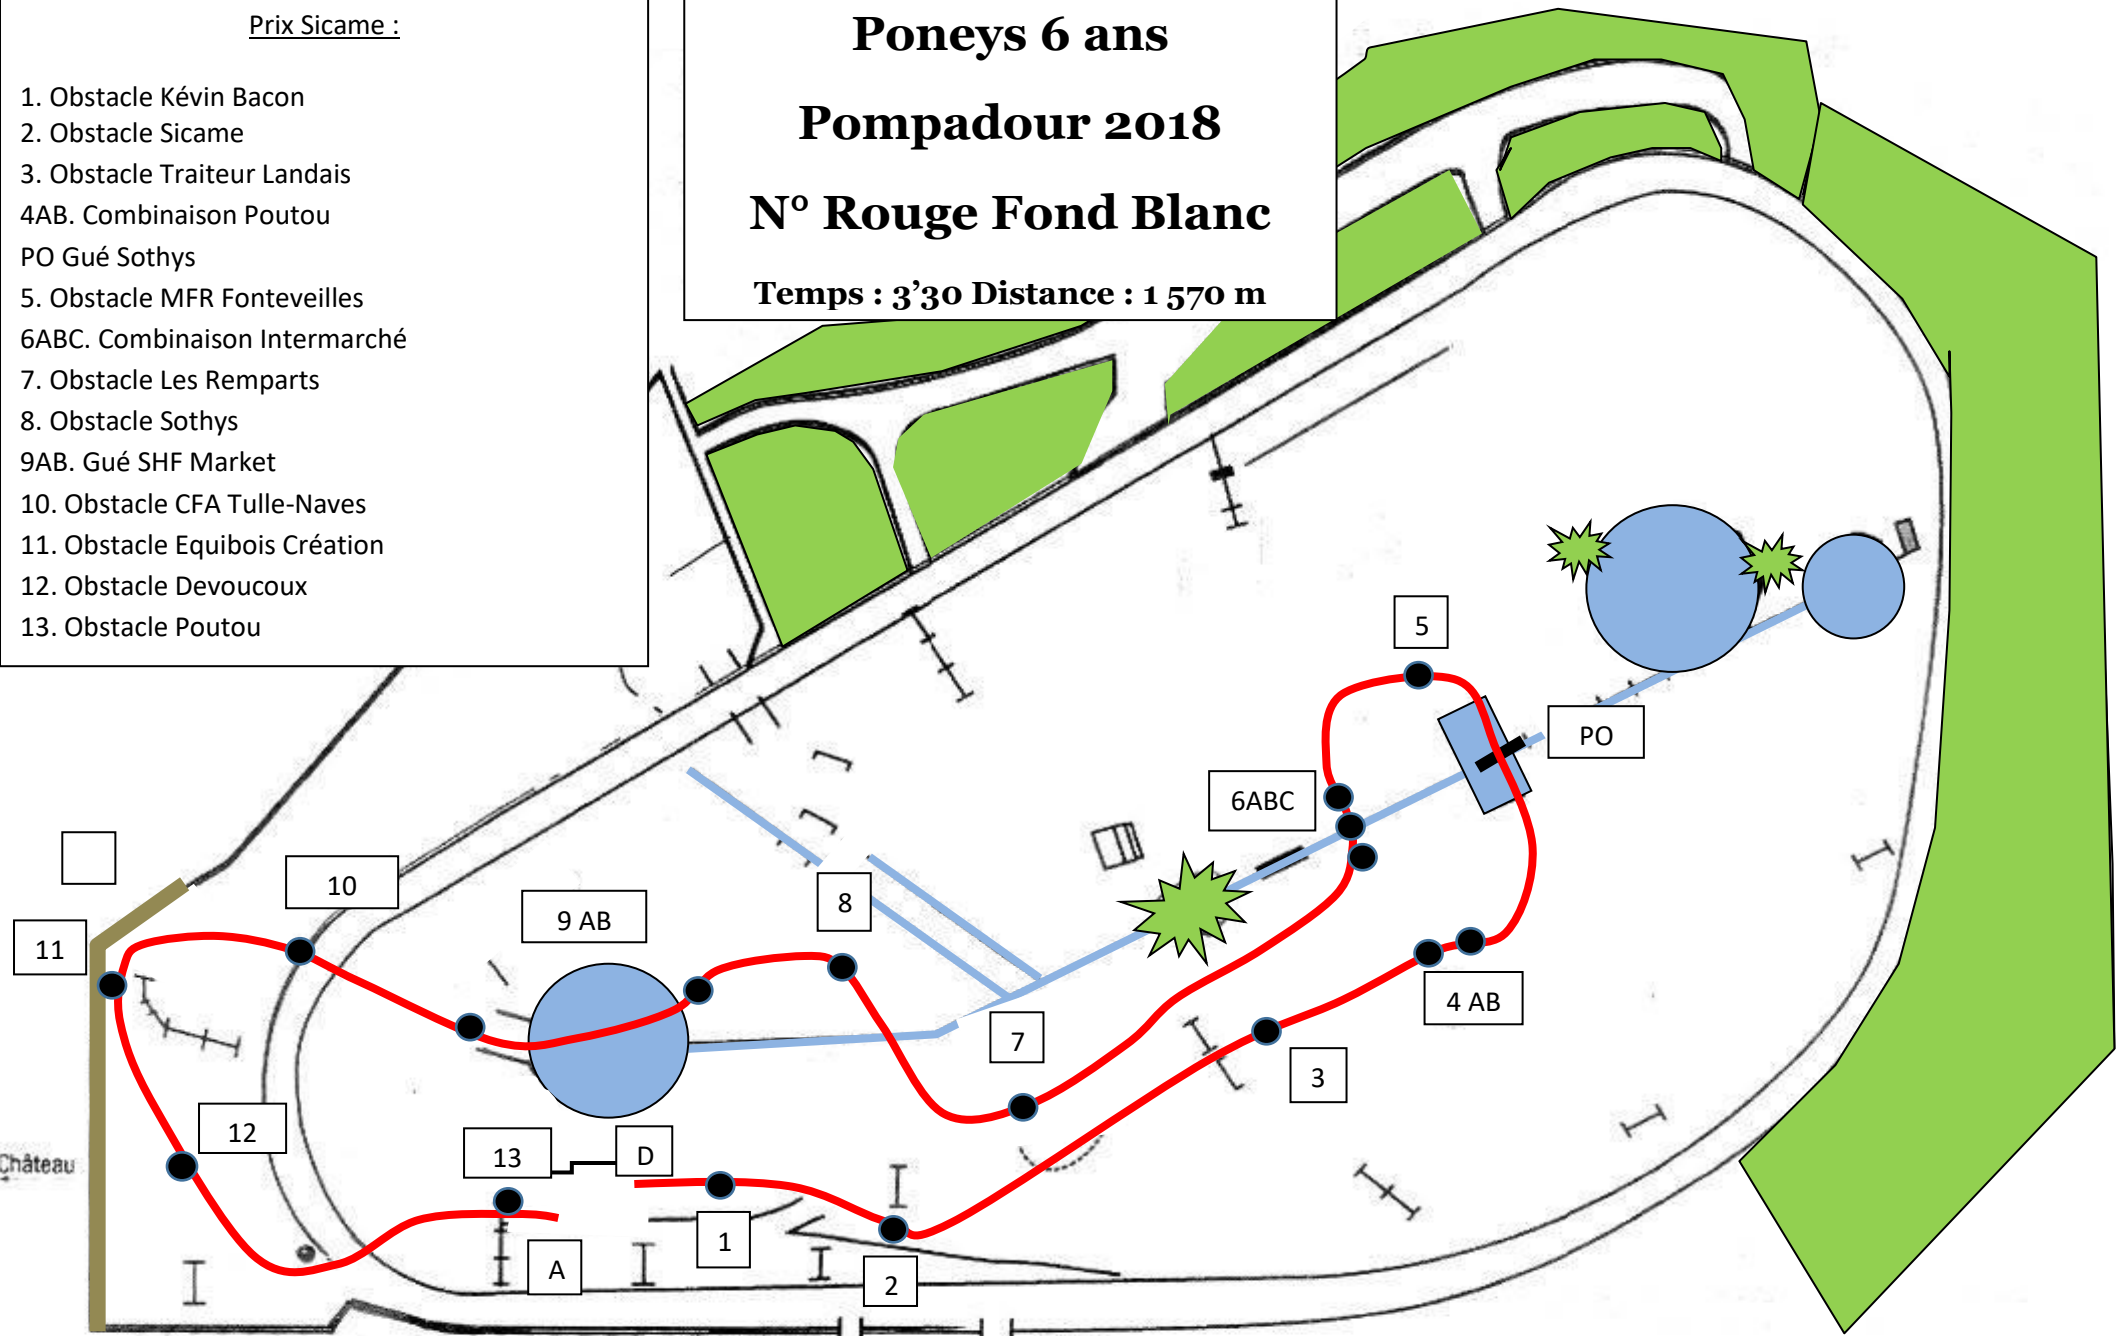 Prix Sicame :
1. Obstacle Kévin Bacon
2. Obstacle Sicame
3. Obstacle Traiteur Landais
4AB. Combinaison Poutou
PO Gué Sothys
5. Obstacle MFR Fonteveilles
6ABC. Combinaison Intermarché
7. Obstacle Les Remparts
8. Obstacle Sothys
9AB. Gué SHF Market
10. Obstacle CFA Tulle-Naves
11. Obstacle Equibois Création
12. Obstacle Devoucoux
13. Obstacle Poutou
Poneys 6 ans
Pompadour 2018
N° Rouge Fond Blanc
Temps : 3’30 Distance : 1 570 m
5
PO
6ABC
10
8
9 AB
11
4 AB
7
3
12
13
D
Château
1
A
2